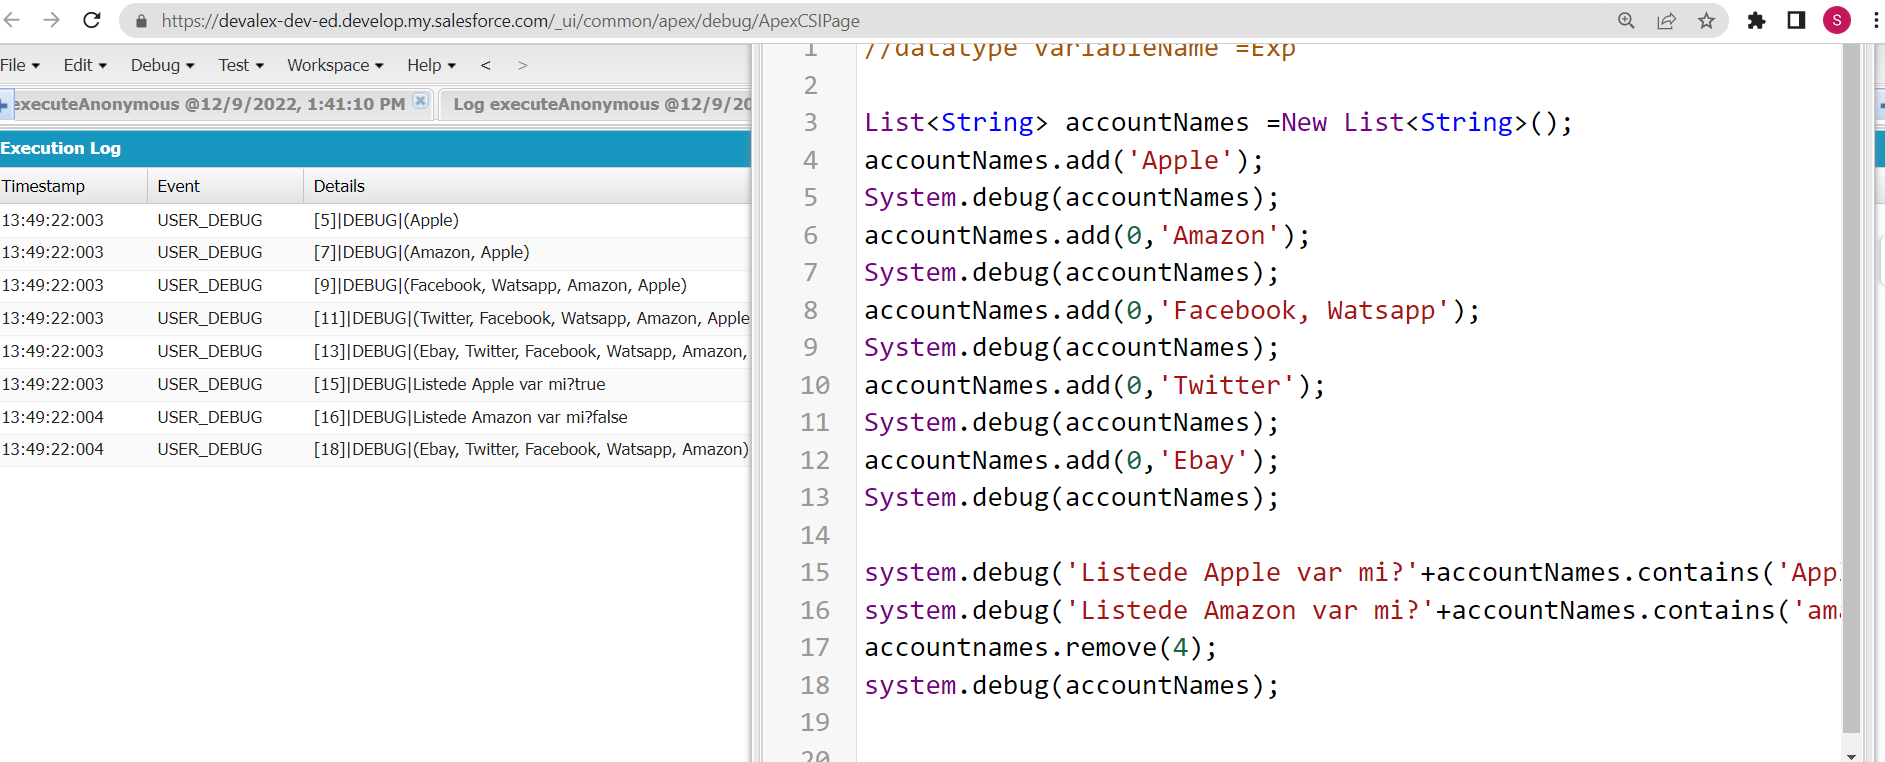 https://devalex-dev-ed.develop.my.salesforce.com/_ui/common/apex/debug/ApexCSIPage
S
File Edit Debug Test Workspace Help < >
executeAnonymous @12/9/2022, 1:41:10 PM
Log executeAnonymous @12/9/20
Execution Log
Timestamp Event Details
13:49:22:003 USER_DEBUG [5]|DEBUG|(Apple)
13:49:22:003 USER_DEBUG [7]|DEBUG|(Amazon, Apple)
13:49:22:003 USER_DEBUG [9]|DEBUG|(Facebook, Watsapp, Amazon, Apple)
13:49:22:003 USER_DEBUG [11]|DEBUG|(Twitter, Facebook, Watsapp, Amazon, Apple
13:49:22:003 USER_DEBUG [13]|DEBUG|(Ebay, Twitter, Facebook, Watsapp, Amazon,
13:49:22:003 USER_DEBUG [15]|DEBUG|Listede Apple var mi?true
13:49:22:004 USER_DEBUG [16]|DEBUG|Listede Amazon var mi?false
13:49:22:004 USER_DEBUG [18]|DEBUG|(Ebay, Twitter, Facebook, Watsapp, Amazon)
1 //datatype variableName =Exp
2
3 List<String> accountNames =New List<String>();
4 accountNames.add('Apple');
5 System.debug(accountNames);
6 accountNames.add(0,'Amazon');
7 System.debug(accountNames);
8 accountNames.add(0,'Facebook, Watsapp');
9 System.debug(accountNames);
10 accountNames.add(0,'Twitter');
11 System.debug(accountNames);
12 accountNames.add(0,'Ebay');
13 System.debug(accountNames);
14
15 system.debug('Listede Apple var mi?'+accountNames.contains('App
16 system.debug('Listede Amazon var mi?'+accountNames.contains('ama
17 accountnames.remove(4);
18 system.debug(accountNames);
19
20